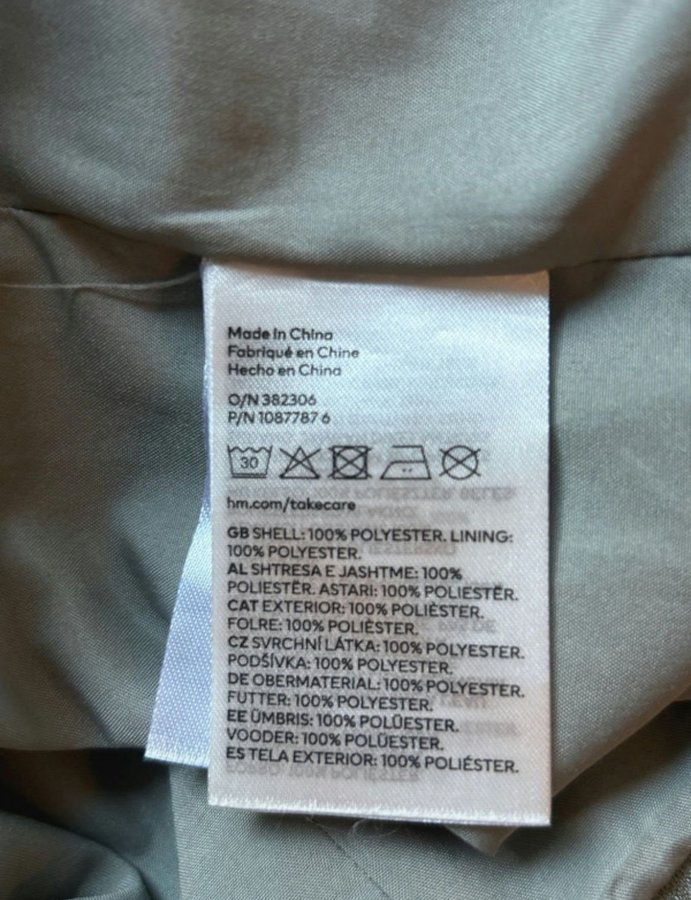 Made In China
Fabriqué en Chine
Hecho en China
O/N 382306
P/N 1087787 6
30
hm.com/takecare
GB SHELL: 100% POLYESTER. LINING:
100% POLYESTER.
AL SHTRESA E JASHTME: 100%
POLIESTËR. ASTARI: 100% POLIESTËR.
CAT EXTERIOR: 100% POLIÈSTER.
FOLRE: 100% POLIÈSTER.
CZ SVRCHNÍ LÁTKA: 100% POLYESTER.
PODŠÍVKA: 100% POLYESTER.
DE OBERMATERIAL: 100% POLYESTER.
FUTTER: 100% POLYESTER.
EE ÜMBRIS: 100% POLÜESTER.
VOODER: 100% POLÜESTER.
ES TELA EXTERIOR: 100% POLIÉSTER.